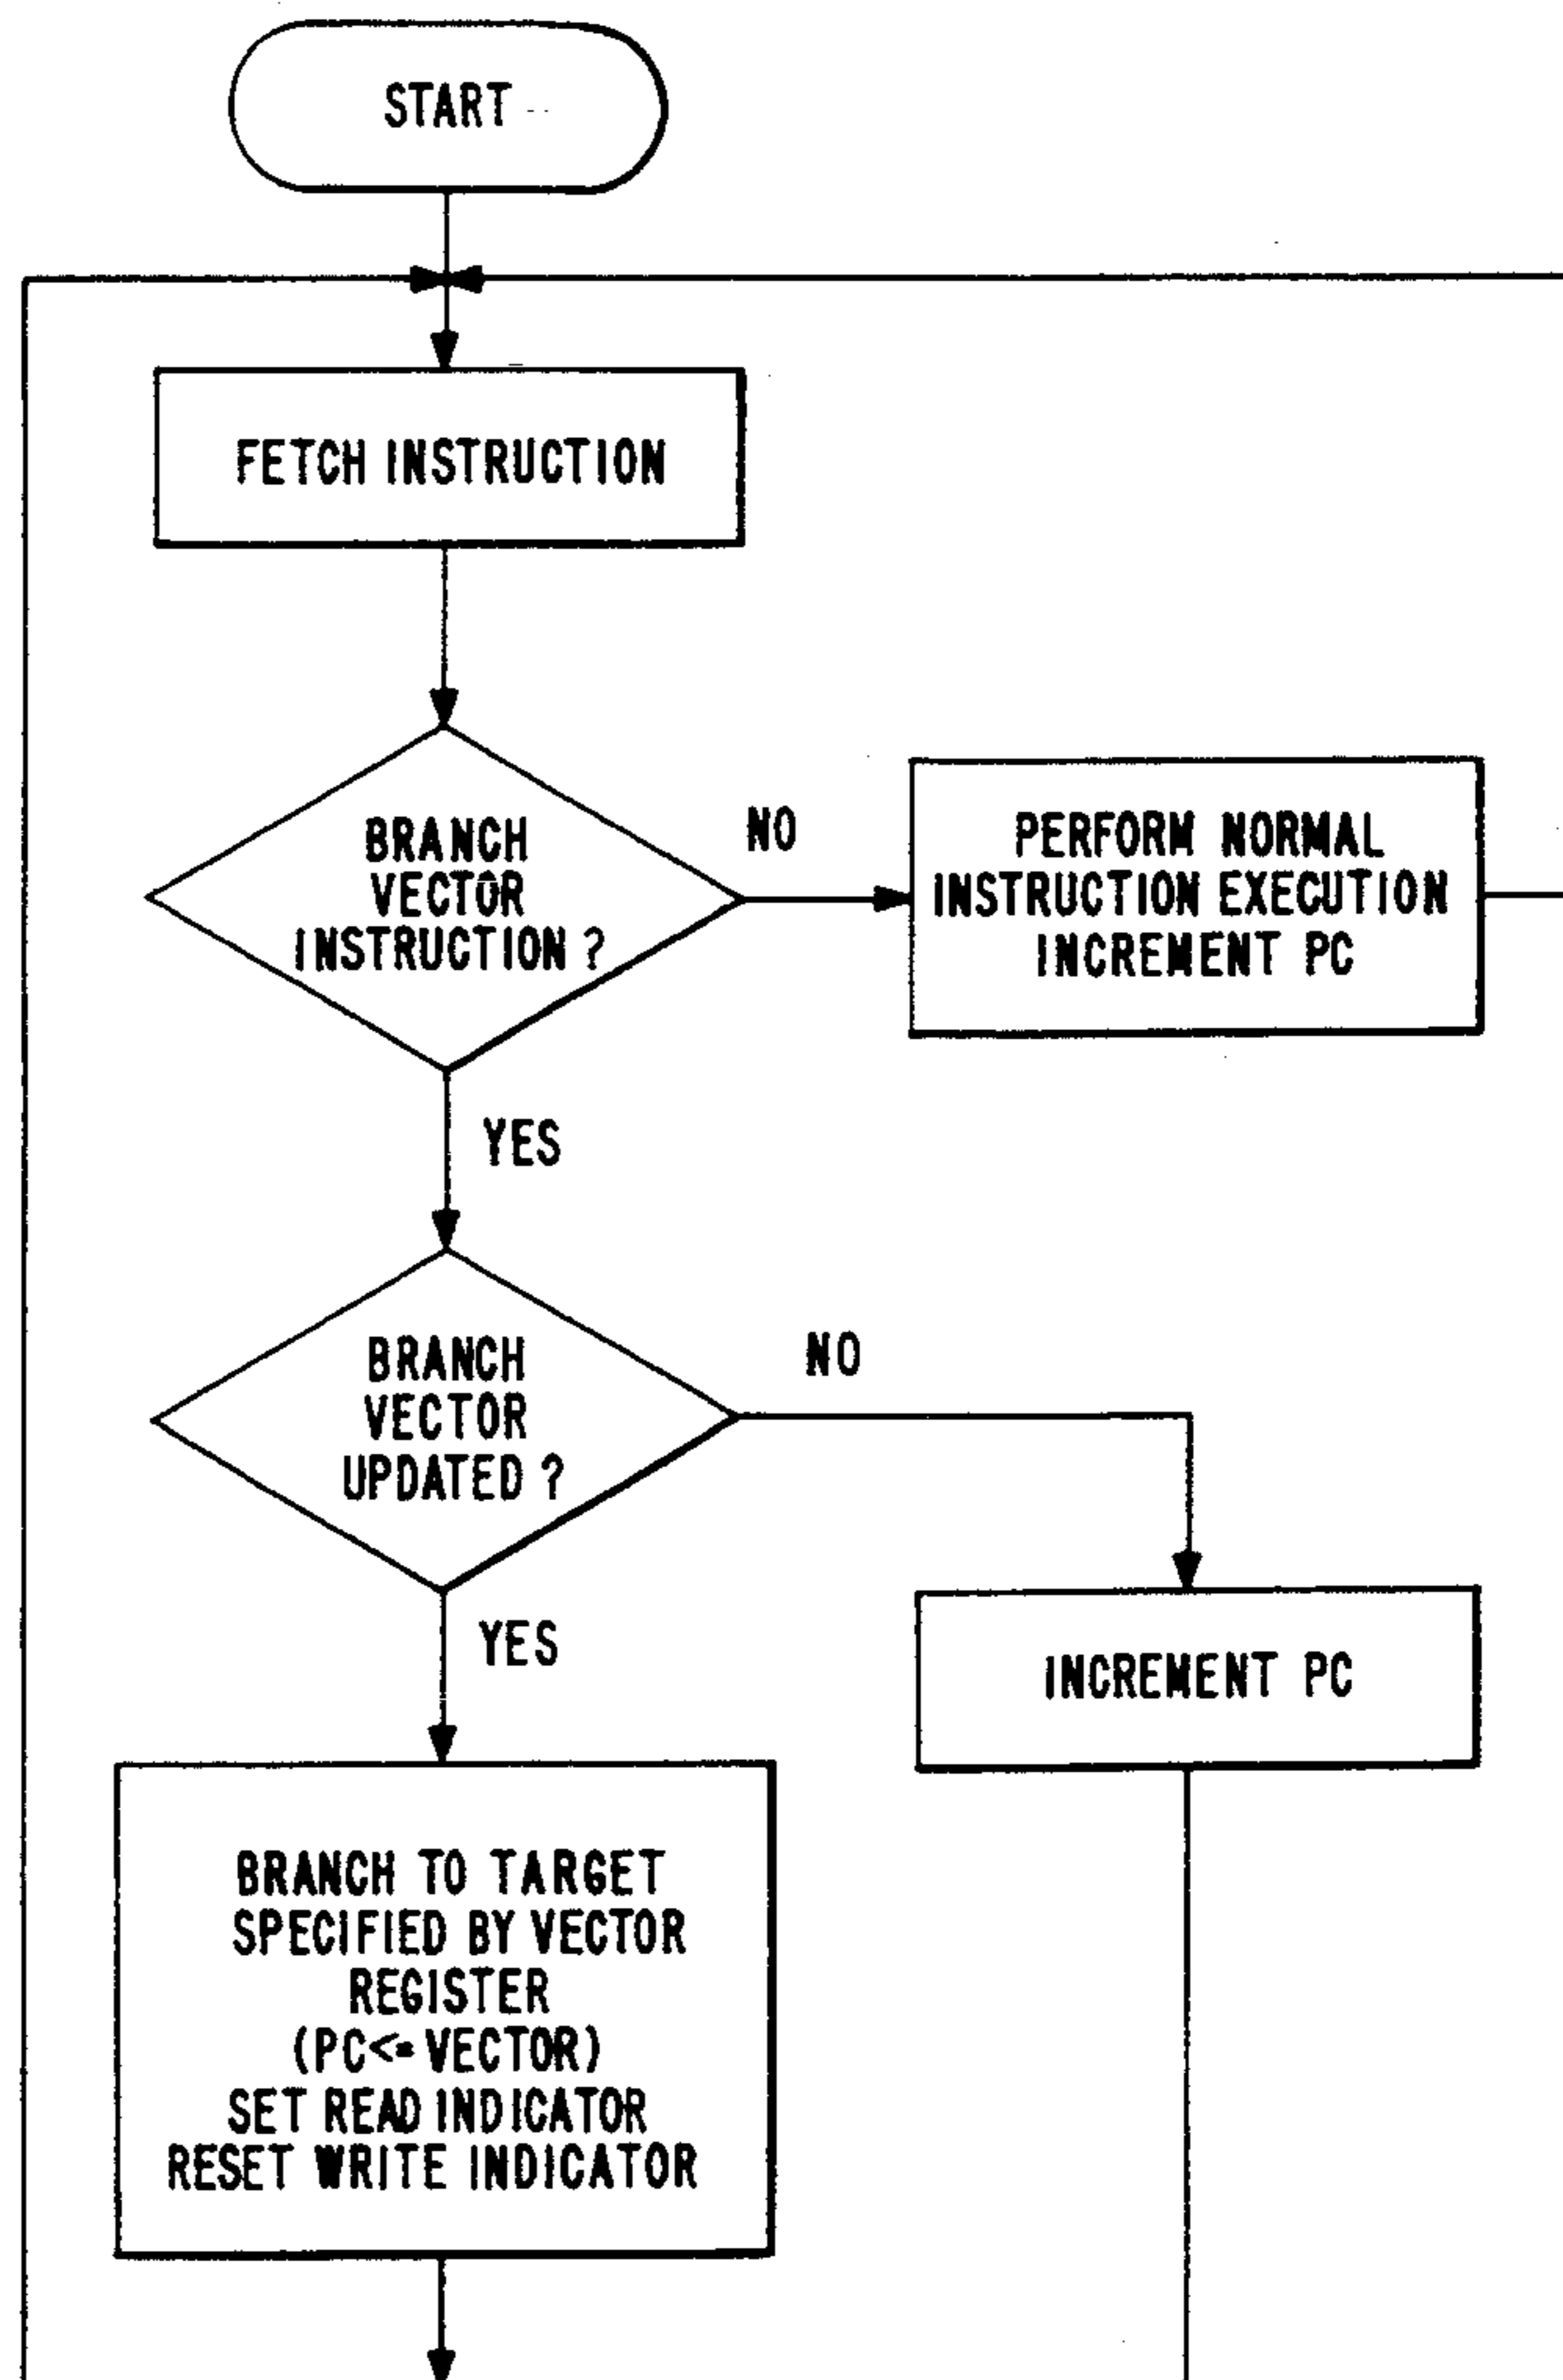 START
FETCH INSTRUCTION
BRANCH
VECTOR
INSTRUCTION ?
NO
PERFORM NORMAL
INSTRUCTION EXECUTION
INCREMENT PC
YES
BRANCH
VECTOR
UPDATED ?
NO
INCREMENT PC
YES
BRANCH TO TARGET
SPECIFIED BY VECTOR
REGISTER
(PC<= VECTOR)
SET READ INDICATOR
RESET WRITE INDICATOR